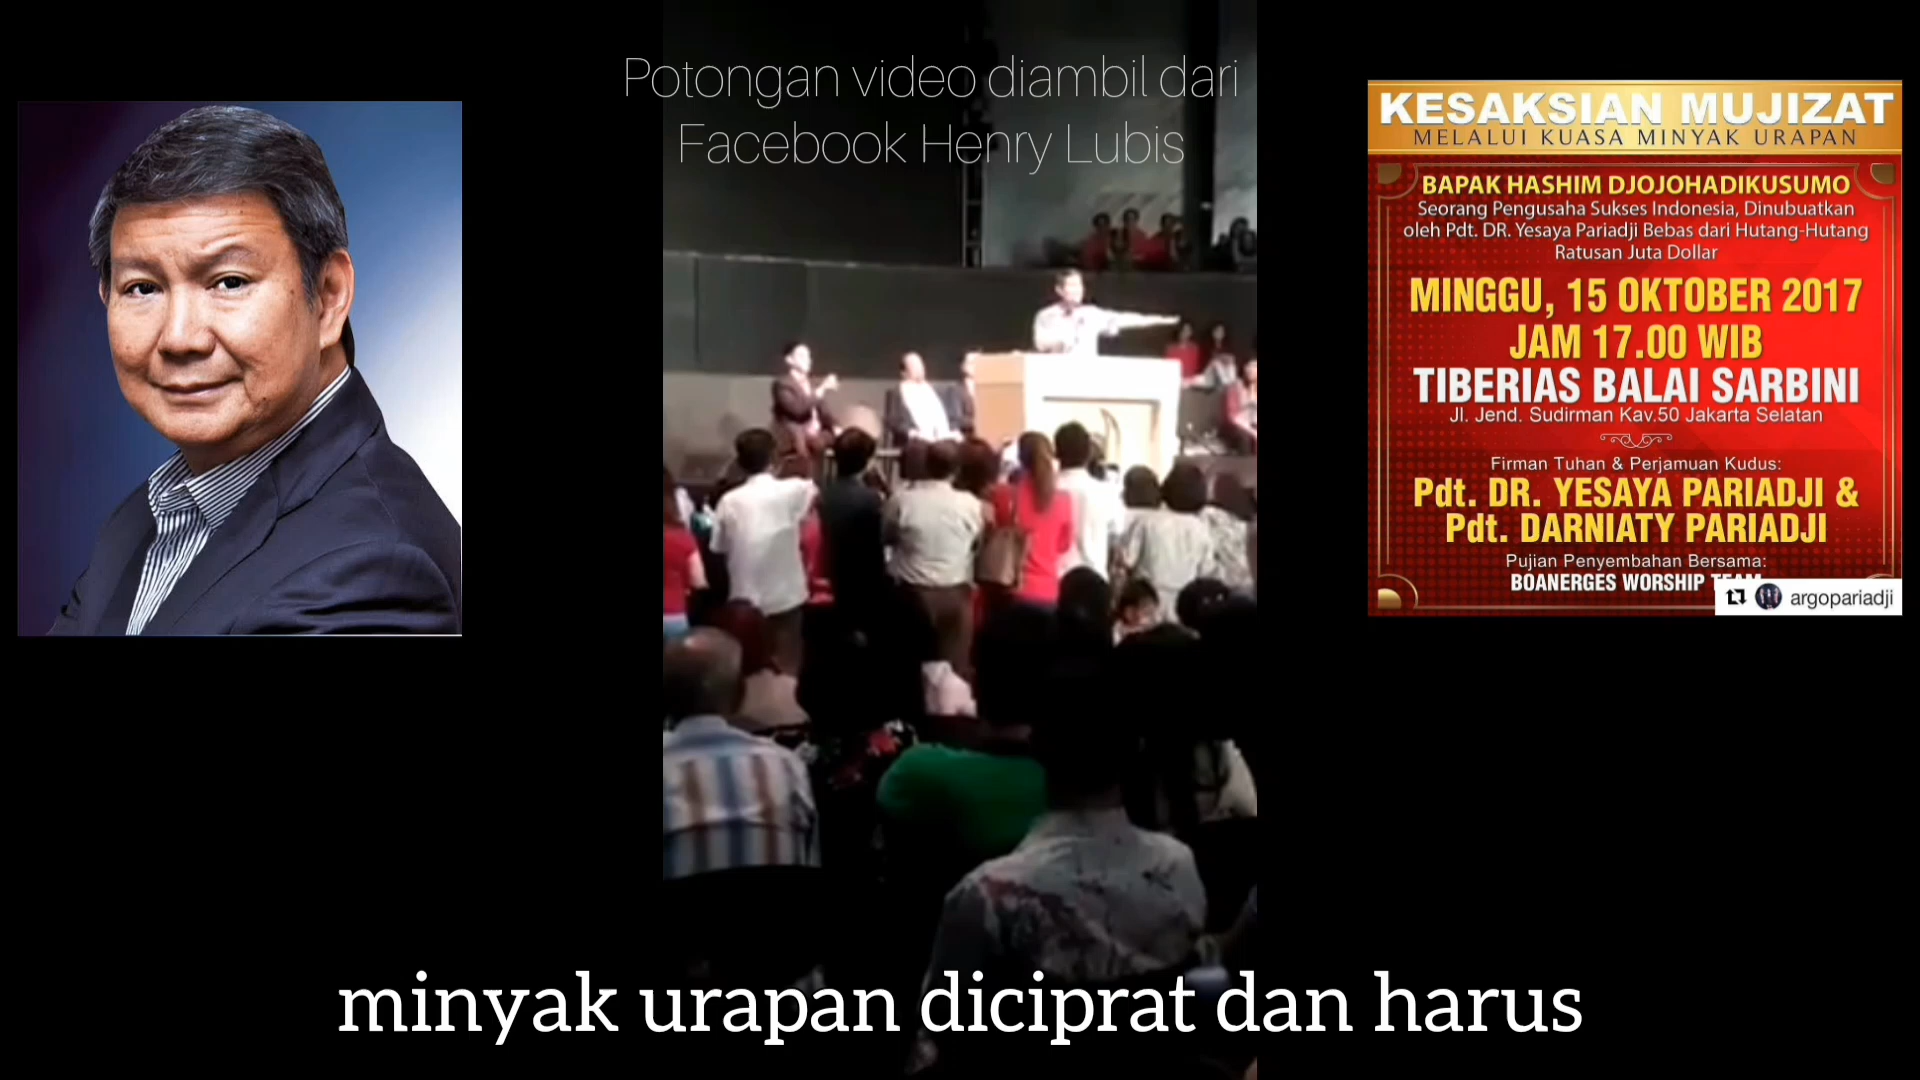 Potongan video diambil dari
Facebook Henry Lubis
KESAKSIAN MUJIZAT
MELALUI KUASA MINYAK URAPAN
BAPAK HASHIM DJOJOHADIKUSUMO
Seorang Pengusaha Sukses Indonesia, Dinubuatkan
oleh Pdt. DR. Yesaya Pariadji Bebas dari Hutang-Hutang
Ratusan Juta Dollar
MINGGU, 15 OKTOBER 2017
JAM 17.00 WIB
TIBERIAS BALAI SARBINI
Jl. Jend. Sudirman Kav.50 Jakarta Selatan
Firman Tuhan & Perjamuan Kudus:
Pdt. DR. YESAYA PARIADJI &
Pdt. DARNIATY PARIADJI
Pujian Penyembahan Bersama:
BOANERGES WORSHIP TEAM
argopariadji
minyak urapan diciprat dan harus